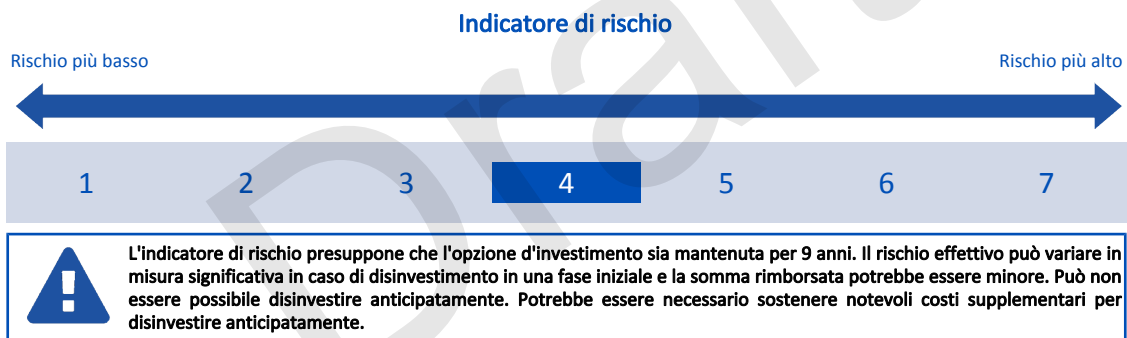 Indicatore di rischio
Rischio più basso
Rischio più alto
1 2 3 4 5 6 7
L'indicatore di rischio presuppone che l'opzione d'investimento sia mantenuta per 9 anni. Il rischio effettivo può variare in
misura significativa in caso di disinvestimento in una fase iniziale e la somma rimborsata potrebbe essere minore. Può non
essere possibile disinvestire anticipatamente. Potrebbe essere necessario sostenere notevoli costi supplementari per
disinvestire anticipatamente.